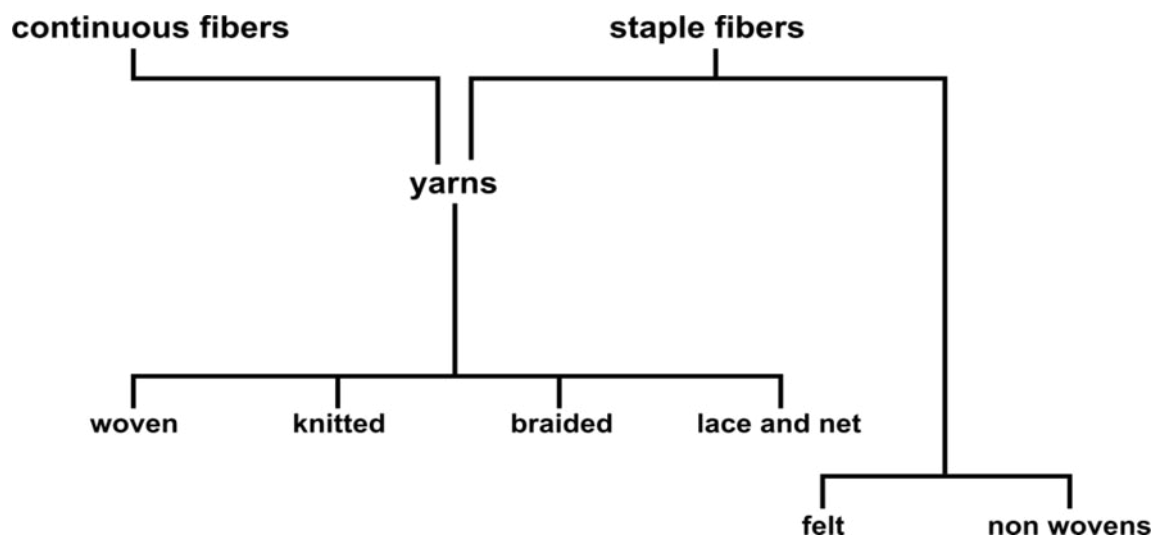 continuous fibers
staple fibers
yarns
woven
knitted
braided
lace and net
felt
non wovens